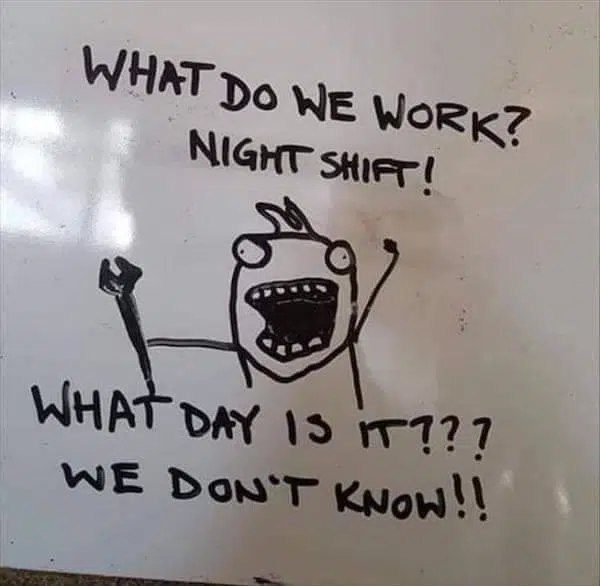 WHAT DO WE WORK?
NIGHT SHIFT!
WHAT DAY IS IT???
WE DON'T KNOW!!